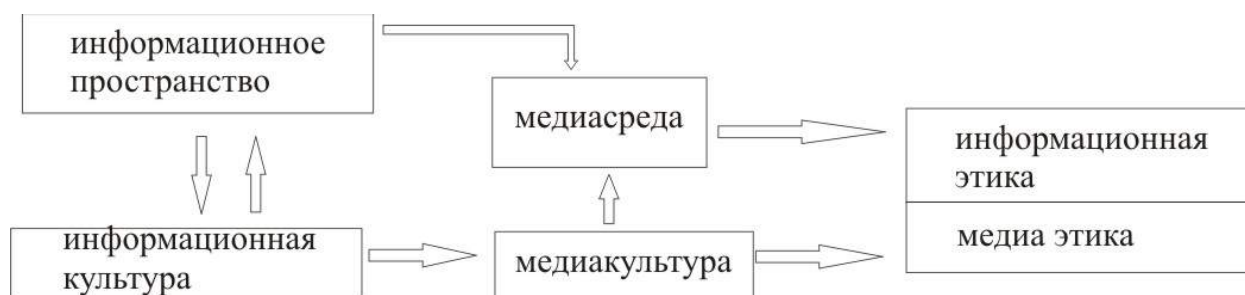 информационное
пространство
медиасреда
информационная
этика
информационная
культура
медиакультура
медиа этика